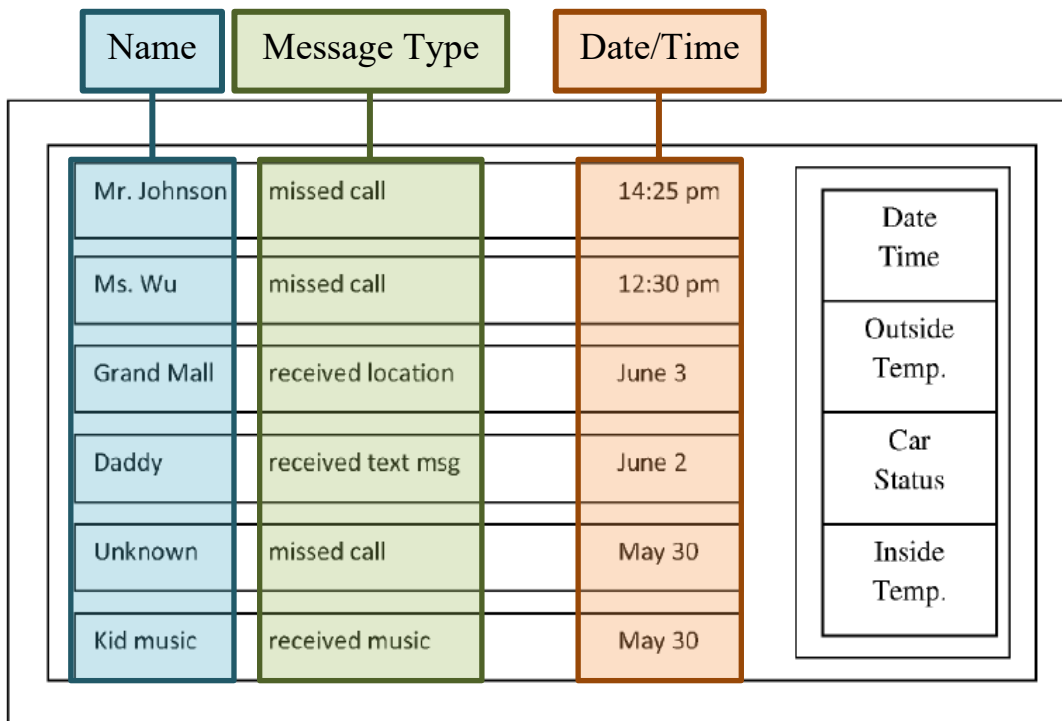 Name Message Type Date/Time
Mr. Johnson missed call 14:25 pm
Ms. Wu missed call 12:30 pm
Grand Mall received location June 3
Daddy received text msg June 2
Unknown missed call May 30
Kid music received music May 30
Date
Time
Outside
Temp.
Car
Status
Inside
Temp.